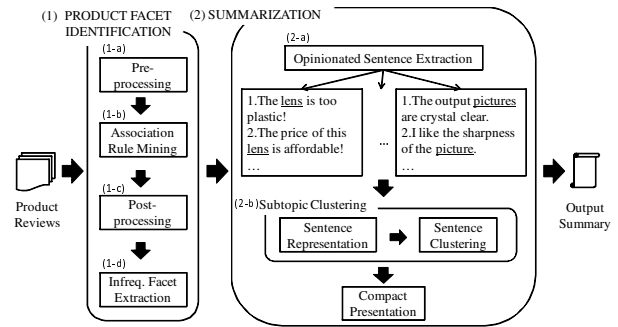 (1) PRODUCT FACET
IDENTIFICATION
(1-a)
Pre-
processing
(1-b)
Association
Rule Mining
(1-c)
Post-
processing
(1-d)
Infreq. Facet
Extraction
Product
Reviews
(2) SUMMARIZATION
(2-a)
Opinionated Sentence Extraction
1.The lens is too
plastic!
2.The price of this
lens is affordable!
...
...
1.The output pictures
are crystal clear.
2.I like the sharpness
of the picture.
...
(2-b)Subtopic Clustering
Sentence
Representation
Sentence
Clustering
Compact
Presentation
Output
Summary